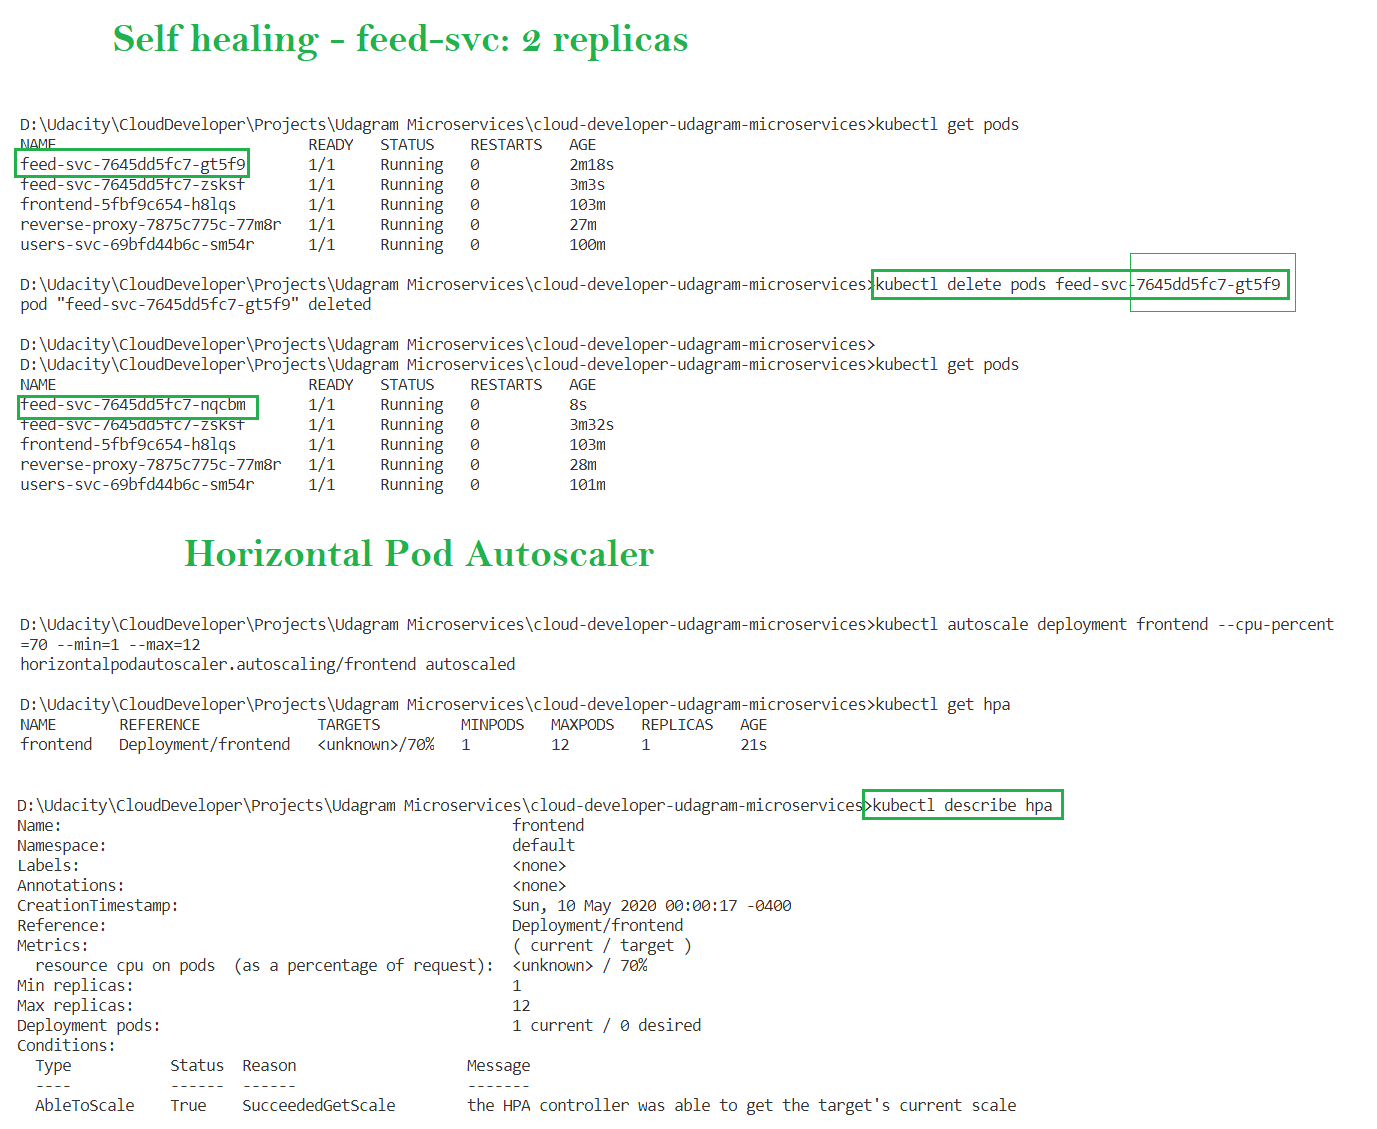 Self healing - feed-svc: 2 replicas
D:\Udacity\CloudDeveloper\Projects\Udagram Microservices\cloud-developer-udagram-microservices>kubectl get pods
NAME READY STATUS RESTARTS AGE
feed-svc-7645dd5fc7-gt5f9 1/1 Running 0 2m18s
feed-svc-7645dd5fc7-zsksf 1/1 Running 0 3m3s
frontend-5fbf9c654-h8lqs 1/1 Running 0 103m
reverse-proxy-7875c775c-77m8r 1/1 Running 0 27m
users-svc-69bfd44b6c-sm54r 1/1 Running 0 100m
D:\Udacity\CloudDeveloper\Projects\Udagram Microservices\cloud-developer-udagram-microservices>kubectl delete pods feed-svc-7645dd5fc7-gt5f9
pod "feed-svc-7645dd5fc7-gt5f9" deleted
D:\Udacity\CloudDeveloper\Projects\Udagram Microservices\cloud-developer-udagram-microservices>
D:\Udacity\CloudDeveloper\Projects\Udagram Microservices\cloud-developer-udagram-microservices>kubectl get pods
NAME READY STATUS RESTARTS AGE
feed-svc-7645dd5fc7-nqcbm 1/1 Running 0 8s
feed-svc-7645dd5fc7-zsksf 1/1 Running 0 3m32s
frontend-5fbf9c654-h8lqs 1/1 Running 0 103m
reverse-proxy-7875c775c-77m8r 1/1 Running 0 28m
users-svc-69bfd44b6c-sm54r 1/1 Running 0 101m
Horizontal Pod Autoscaler
D:\Udacity\CloudDeveloper\Projects\Udagram Microservices\cloud-developer-udagram-microservices>kubectl autoscale deployment frontend --cpu-percent
=70 --min=1 --max=12
horizontalpodautoscaler.autoscaling/frontend autoscaled
D:\Udacity\CloudDeveloper\Projects\Udagram Microservices\cloud-developer-udagram-microservices>kubectl get hpa
NAME REFERENCE TARGETS MINPODS MAXPODS REPLICAS AGE
frontend Deployment/frontend <unknown>/70% 1 12 1 21s
D:\Udacity\CloudDeveloper\Projects\Udagram Microservices\cloud-developer-udagram-microservices>kubectl describe hpa
Name: frontend
Namespace: default
Labels: <none>
Annotations: <none>
CreationTimestamp: Sun, 10 May 2020 00:00:17 -0400
Reference: Deployment/frontend
Metrics: ( current / target )
resource cpu on pods (as a percentage of request): <unknown> / 70%
Min replicas: 1
Max replicas: 12
Deployment pods: 1 current / 0 desired
Conditions:
Type Status Reason Message
---- ------ ------ -------
AbleToScale True SucceededGetScale the HPA controller was able to get the target's current scale